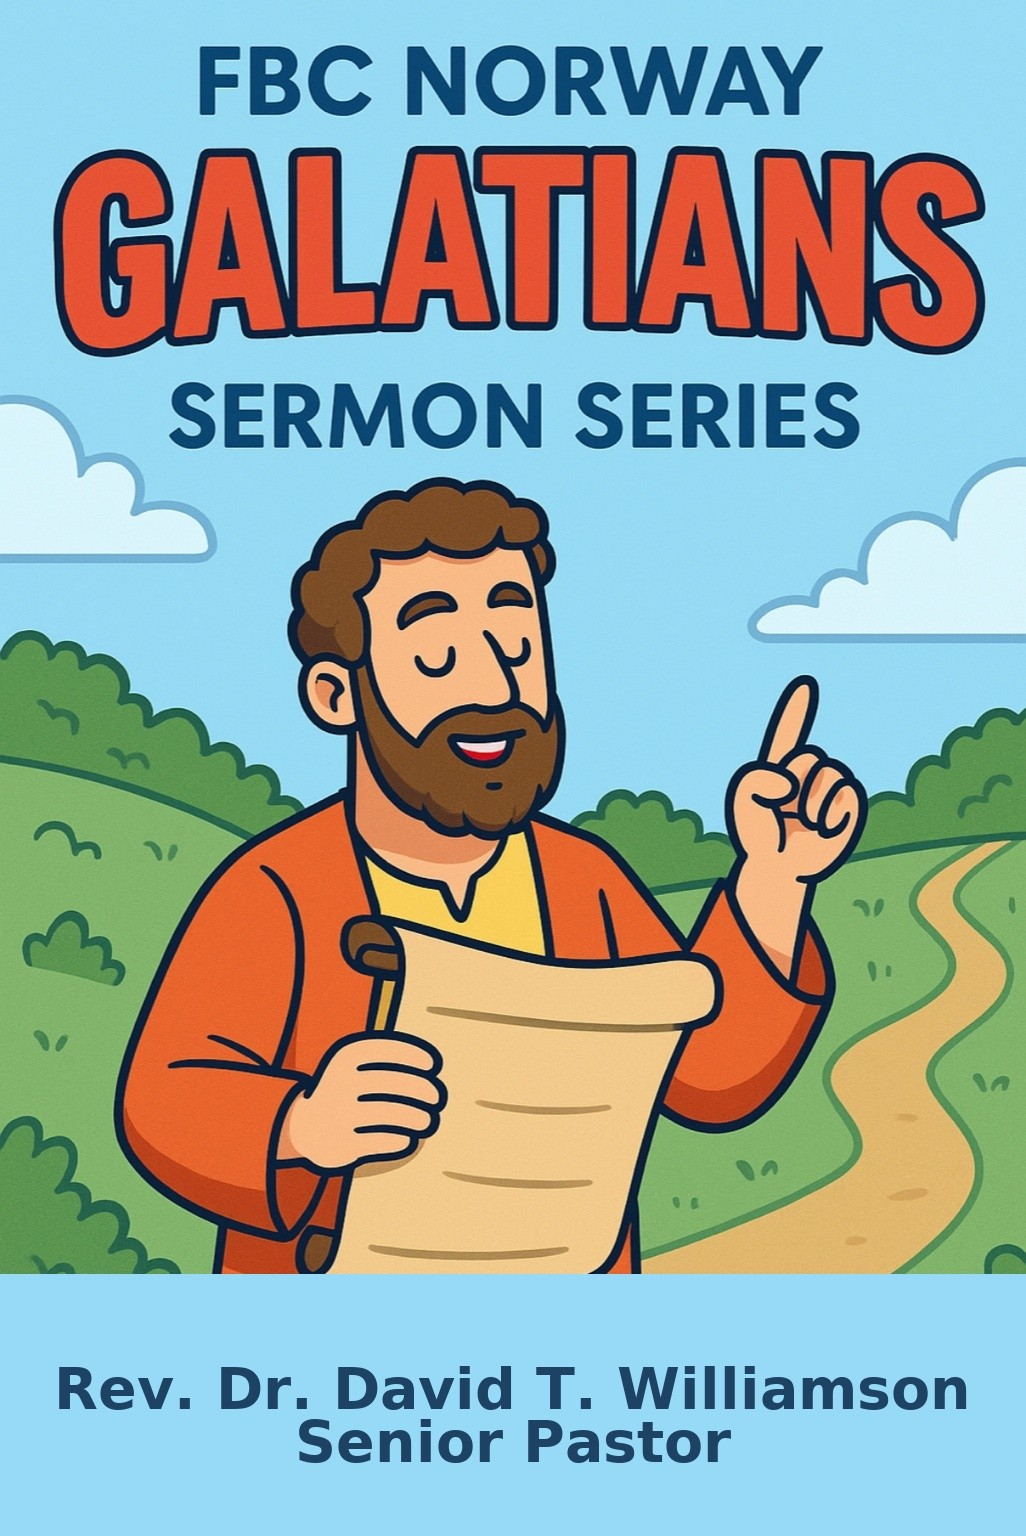 FBC NORWAY
GALATIANS
SERMON SERIES
Rev. Dr. David T. Williamson
Senior Pastor